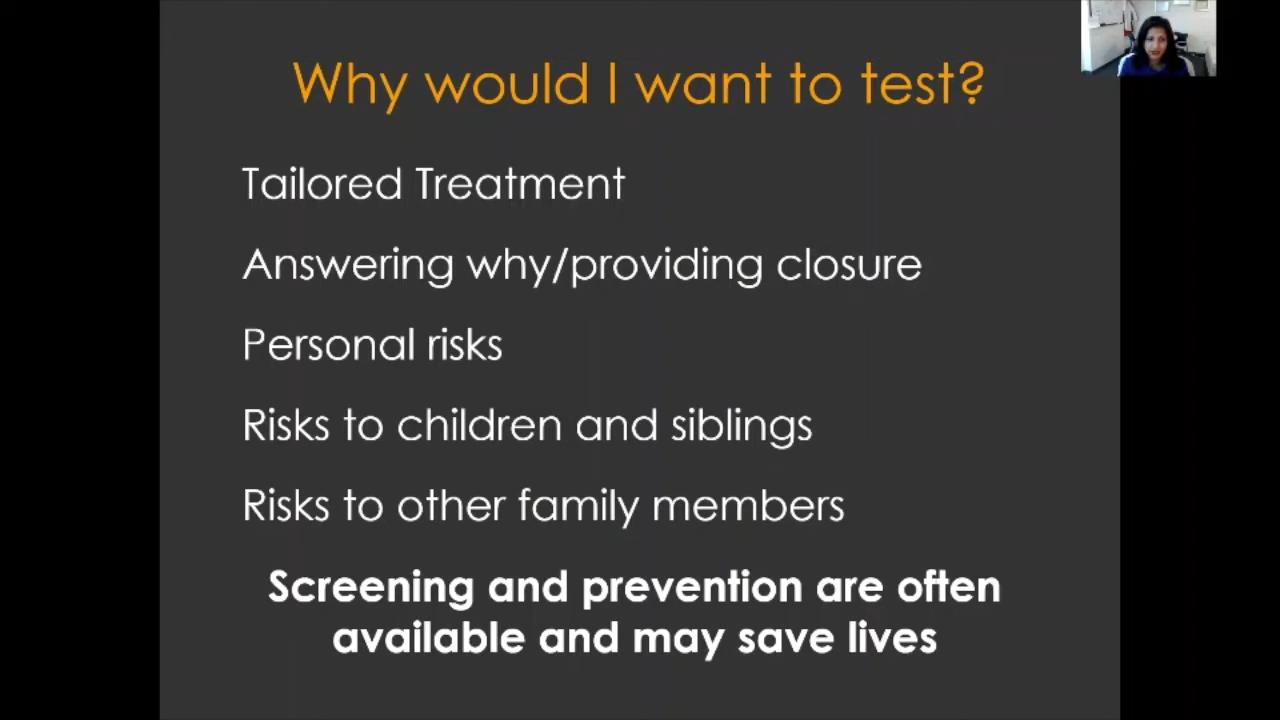 Why would I want to test?
Tailored Treatment
Answering why/providing closure
Personal risks
Risks to children and siblings
Risks to other family members
Screening and prevention are often
available and may save lives